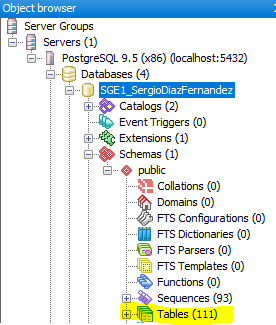 Object browser
Server Groups
Servers (1)
PostgreSQL 9.5 (x86) (localhost:5432)
Databases (4)
SGE1_SergioDiazFernandez
Catalogs (2)
Event Triggers (0)
Extensions (1)
Schemas (1)
public
Collations (0)
Domains (0)
FTS Configurations (0)
FTS Dictionaries (0)
FTS Parsers (0)
FTS Templates (0)
Functions (0)
Sequences (93)
Tables (111)